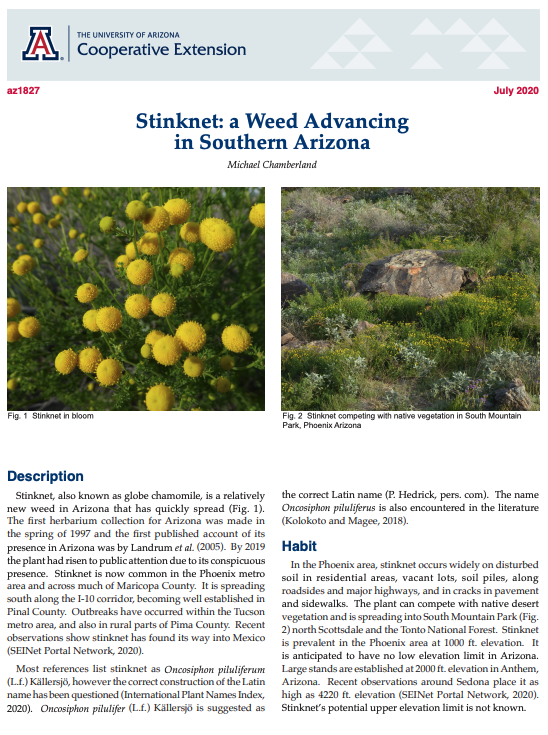 THE UNIVERSITY OF ARIZONA
Cooperative Extension
az1827
July 2020
Stinknet: a Weed Advancing
in Southern Arizona
Michael Chamberland
Fig. 1 Stinknet in bloom
Fig. 2 Stinknet competing with native vegetation in South Mountain
Park, Phoenix Arizona
Description
Stinknet, also known as globe chamomile, is a relatively
new weed in Arizona that has quickly spread (Fig. 1).
The first herbarium collection for Arizona was made in
the spring of 1997 and the first published account of its
presence in Arizona was by Landrum et al. (2005). By 2019
the plant had risen to public attention due to its conspicuous
presence. Stinknet is now common in the Phoenix metro
area and across much of Maricopa County. It is spreading
south along the I-10 corridor, becoming well established in
Pinal County. Outbreaks have occurred within the Tucson
metro area, and also in rural parts of Pima County. Recent
observations show stinknet has found its way into Mexico
(SEINet Portal Network, 2020).
Most references list stinknet as Oncosiphon piluliferum
(L.f.) Källersjö, however the correct construction of the Latin
name has been questioned (International Plant Names Index,
2020). Oncosiphon pilulifer (L.f.) Källersjö is suggested as
the correct Latin name (P. Hedrick, pers. com). The name
Oncosiphon piluliferus is also encountered in the literature
(Kolokoto and Magee, 2018).
Habit
In the Phoenix area, stinknet occurs widely on disturbed
soil in residential areas, vacant lots, soil piles, along
roadsides and major highways, and in cracks in pavement
and sidewalks. The plant can compete with native desert
vegetation and is spreading into South Mountain Park (Fig.
2) north Scottsdale and the Tonto National Forest. Stinknet
is prevalent in the Phoenix area at 1000 ft. elevation. It
is anticipated to have no low elevation limit in Arizona.
Large stands are established at 2000 ft. elevation in Anthem,
Arizona. Recent observations around Sedona place it as
high as 4220 ft. elevation (SEINet Portal Network, 2020).
Stinknet's potential upper elevation limit is not known.